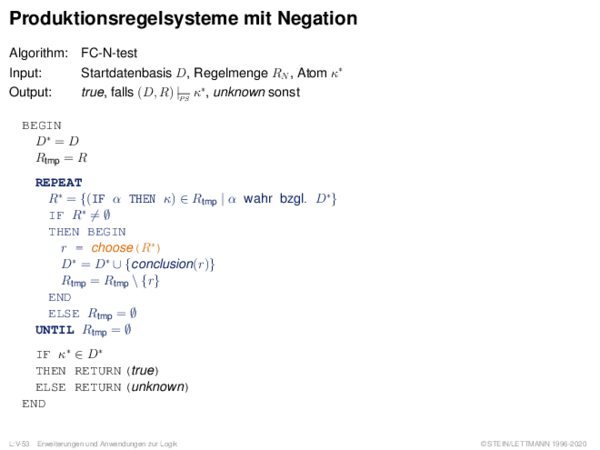 Produktionsregelsysteme mit Negation
Algorithm: FC-N-test
Input: Startdatenbasis D, Regelmenge R_N, Atom κ*
Output: true, falls (D, R) ⊢_PS κ*, unknown sonst
BEGIN
D* = D
R_tmp = R
REPEAT
R* = {(IF α THEN κ) ∈ R_tmp | α wahr bzgl. D*}
IF R* ≠ ∅
THEN BEGIN
r = choose(R*)
D* = D* ∪ {conclusion(r)}
R_tmp = R_tmp \ {r}
END
ELSE R_tmp = ∅
UNTIL R_tmp = ∅
IF κ* ∈ D*
THEN RETURN (true)
ELSE RETURN (unknown)
END
L:V-53 Erweiterungen und Anwendungen zur Logik ©STEIN/LETTMANN 1996-2020